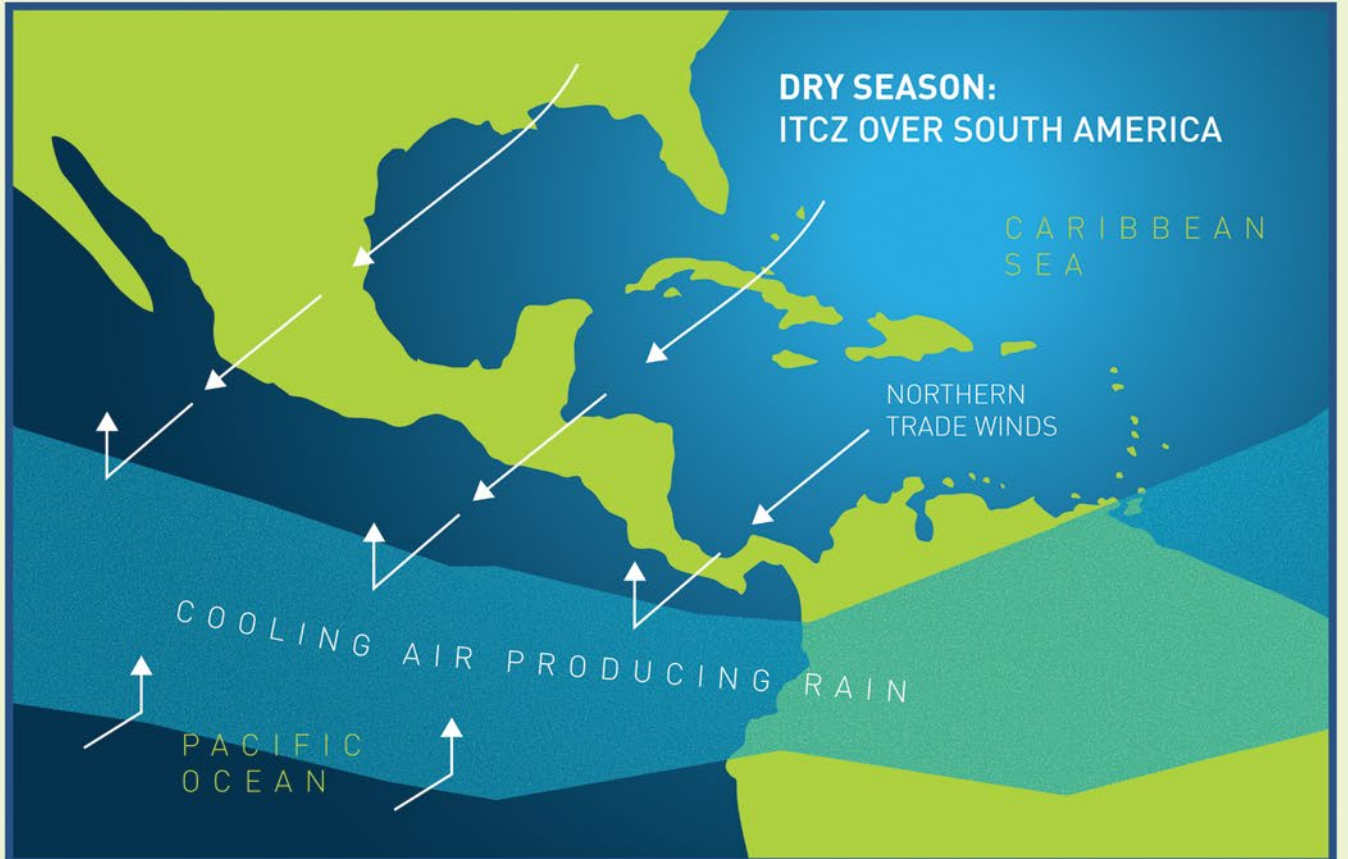 DRY SEASON:
ITCZ OVER SOUTH AMERICA
CARIBBEAN
SEA
NORTHERN
TRADE WINDS
COOLING AIR PRODUCING RAIN
PACIFIC
OCEAN